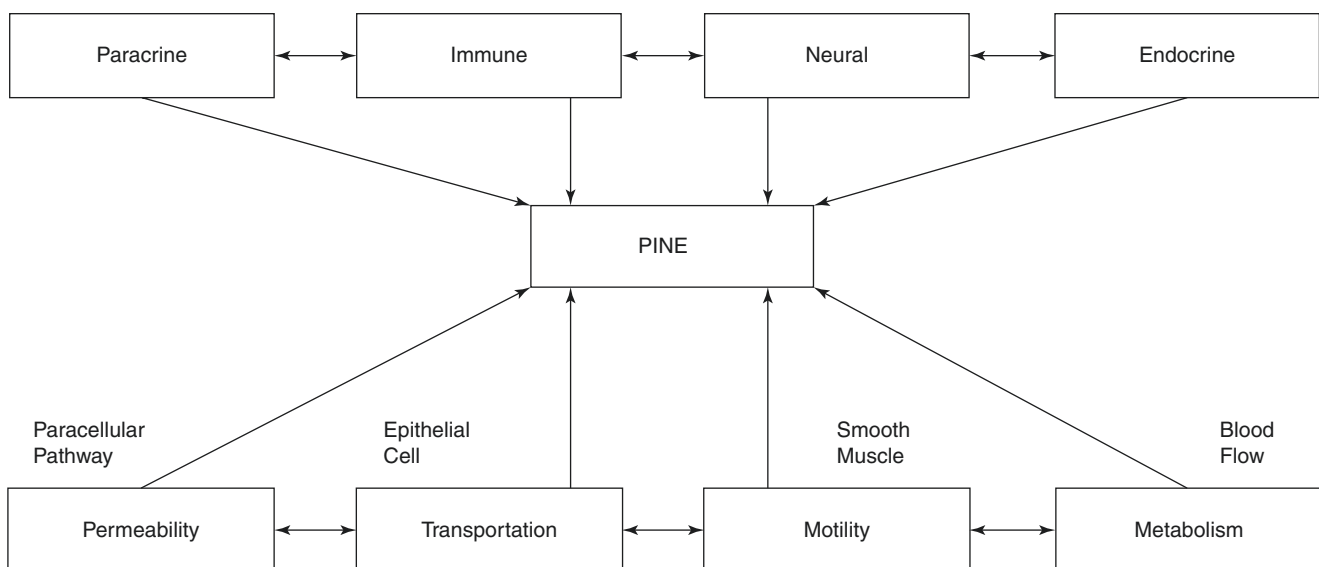 Paracrine
Immune
Neural
Endocrine
PINE
Paracellular
Pathway
Epithelial
Cell
Smooth
Muscle
Blood
Flow
Permeability
Transportation
Motility
Metabolism